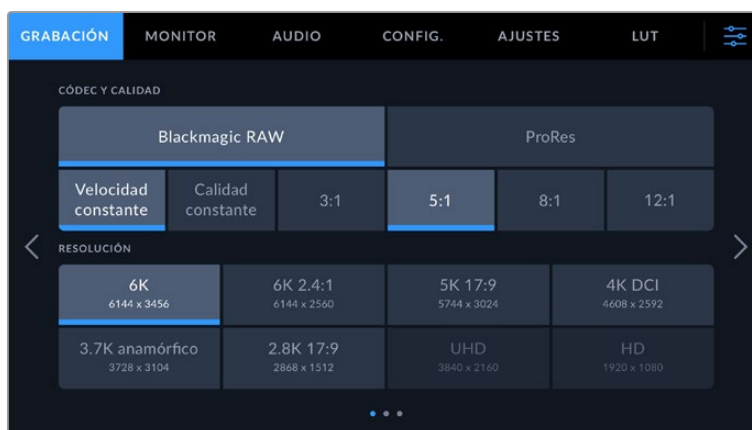 GRABACIÓN MONITOR AUDIO CONFIG. AJUSTES LUT
CÓDEC Y CALIDAD
Blackmagic RAW ProRes
Velocidad constante Calidad constante 3:1 5:1 8:1 12:1
RESOLUCIÓN
6K 6K 2.4:1 5K 17:9 4K DCI
6144 x 3456 6144 x 2560 5744 x 3024 4608 x 2592
3.7K anamórfico 2.8K 17:9 UHD HD
3728 x 3104 2868 x 1512 3840 x 2160 1920 x 1080